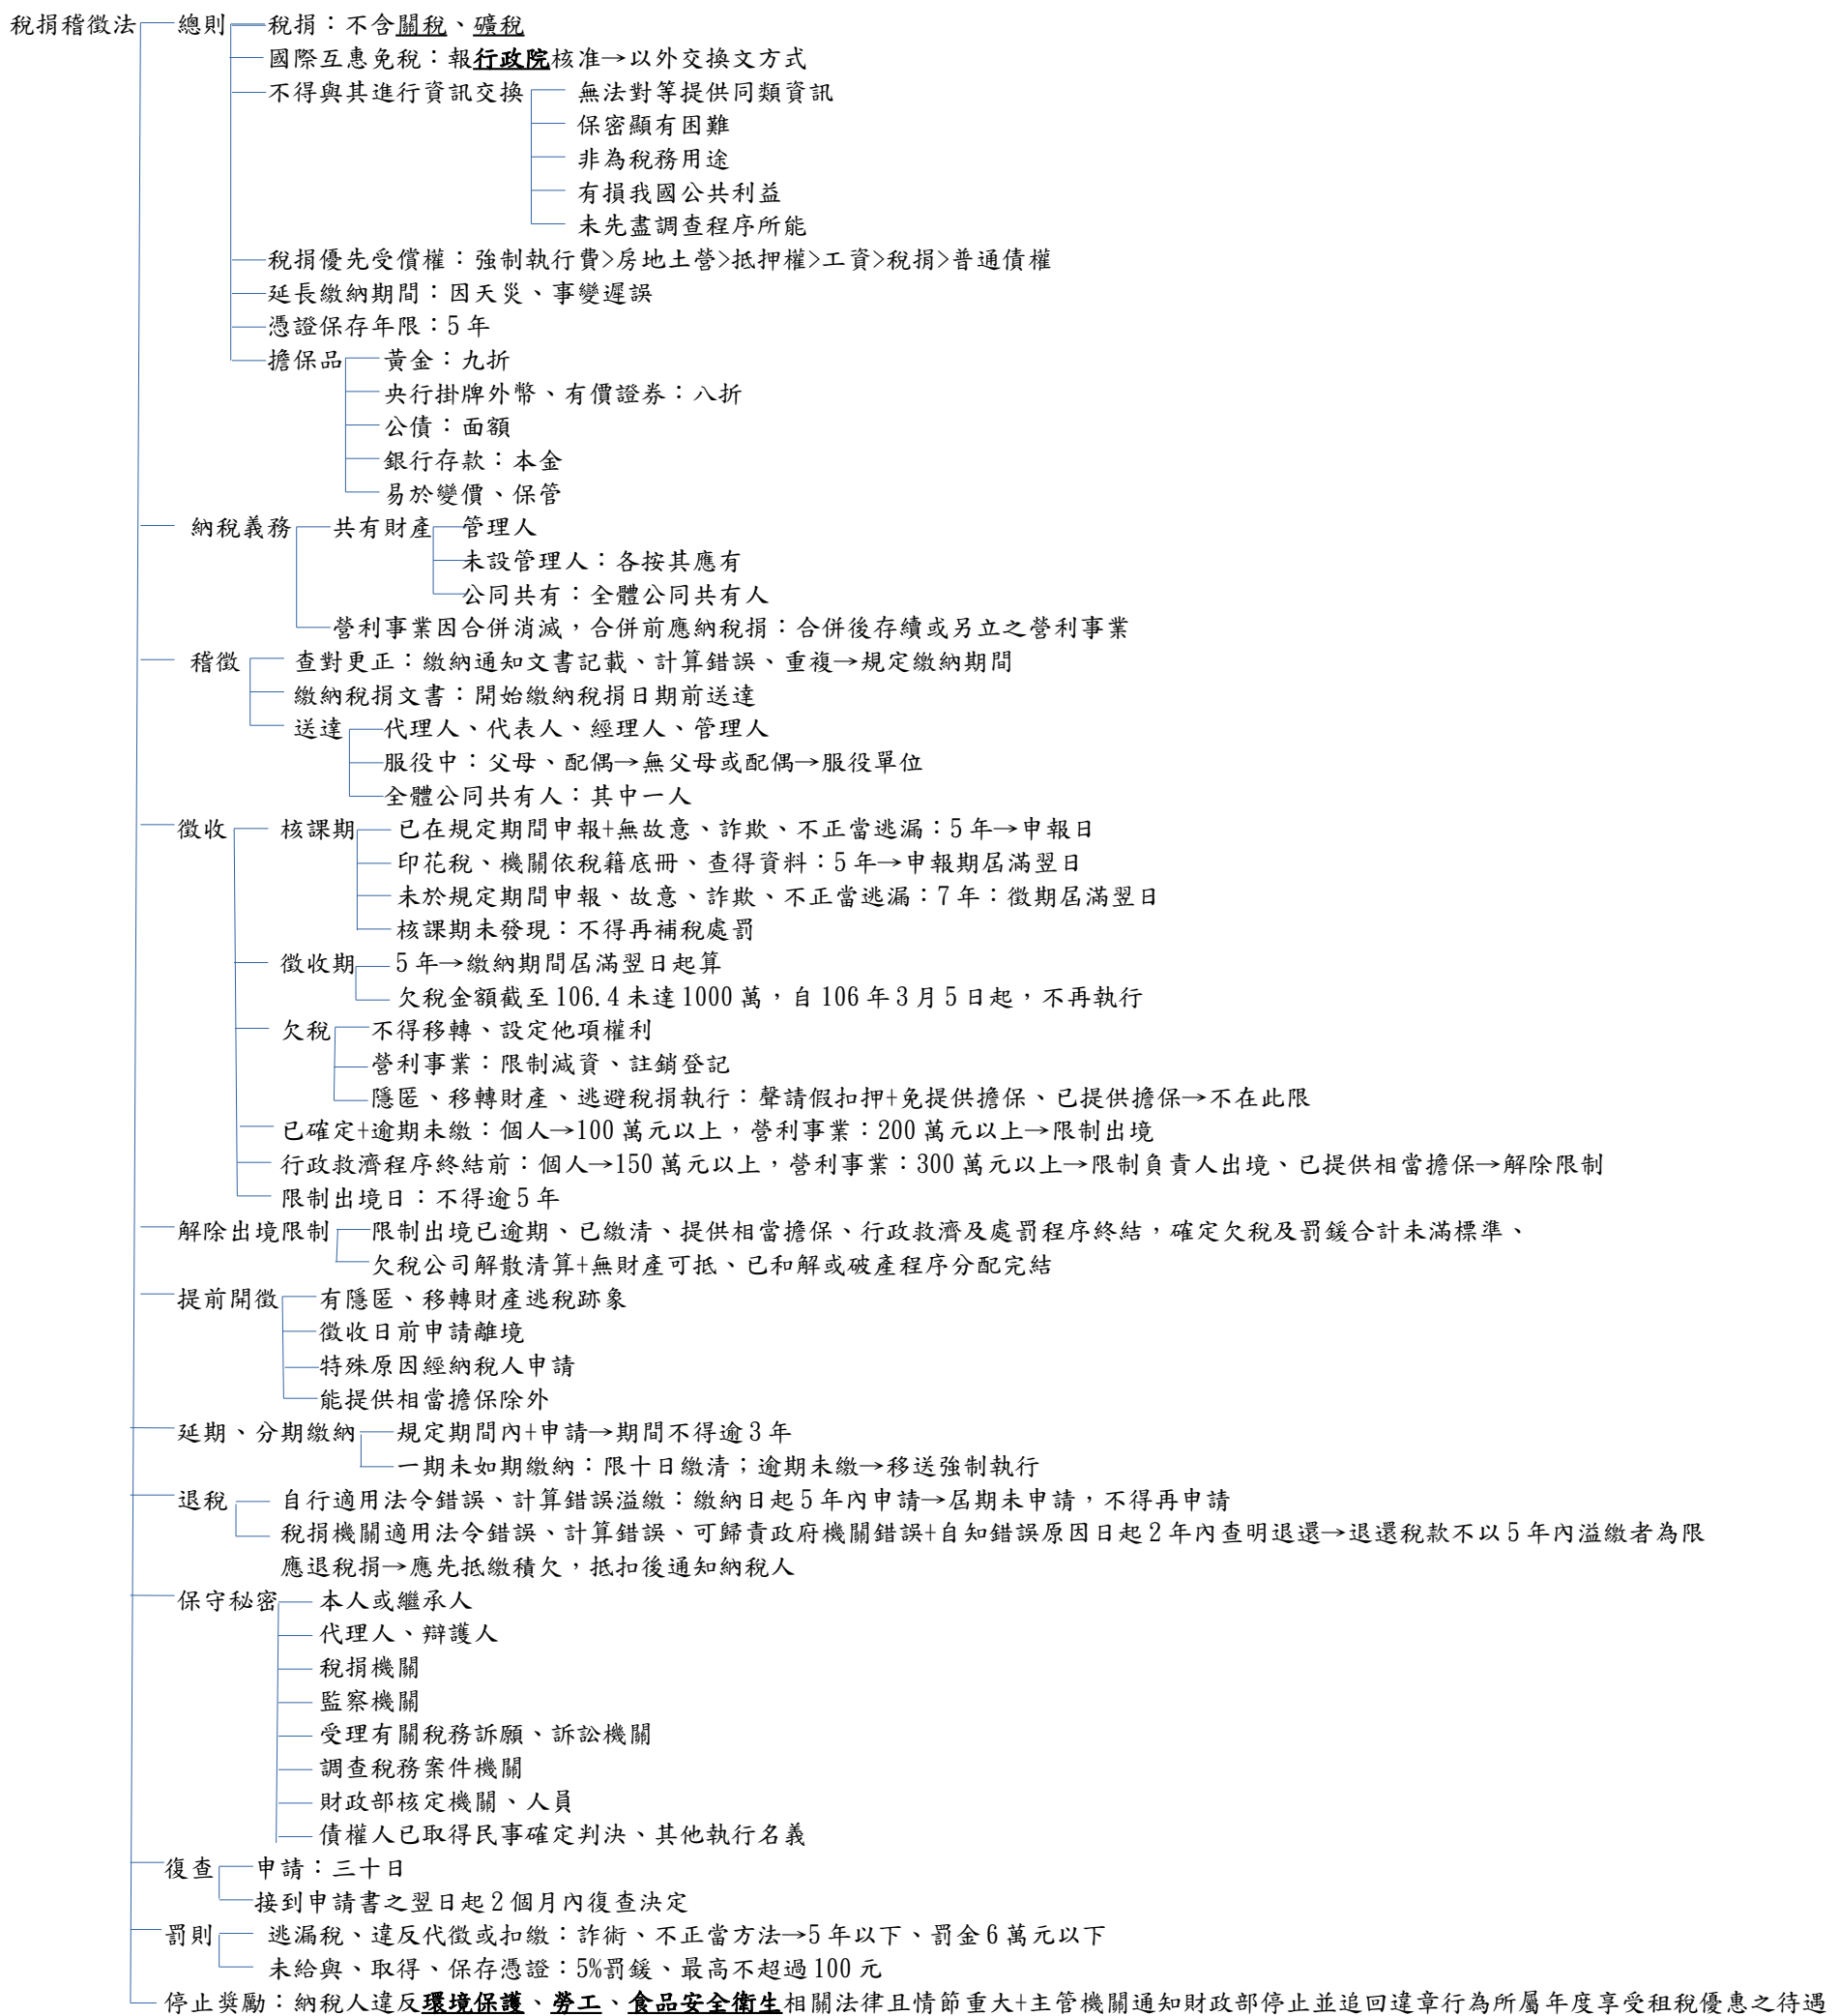 稅捐稽徵法 總則 稅捐：不含關稅、礦稅
國際互惠免稅：報行政院核准→以外交換文方式
不得與其進行資訊交換 無法對等提供同類資訊
保密顯有困難
非為稅務用途
有損我國公共利益
未先盡調查程序所能
稅捐優先受償權：強制執行費>房地土營>抵押權>工資>稅捐>普通債權
延長繳納期間：因天災、事變遲誤
憑證保存年限：5年
擔保品 黃金：九折
央行掛牌外幣、有價證券：八折
公債：面額
銀行存款：本金
易於變價、保管
納稅義務 共有財產 管理人
未設管理人：各按其應有
公同共有：全體公同共有人
營利事業因合併消滅，合併前應納稅捐：合併後存續或另立之營利事業
稽徵 查對更正：繳納通知文書記載、計算錯誤、重複→規定繳納期間
繳納稅捐文書：開始繳納稅捐日期前送達
送達 代理人、代表人、經理人、管理人
服役中：父母、配偶→無父母或配偶→服役單位
全體公同共有人：其中一人
徵收 核課期 已在規定期間申報+無故意、詐欺、不正當逃漏：5年→申報日
印花稅、機關依稅籍底冊、查得資料：5年→申報期屆滿翌日
未於規定期間申報、故意、詐欺、不正當逃漏：7年：徵期屆滿翌日
核課期未發現：不得再補稅處罰
徵收期 5年→繳納期間屆滿翌日起算
欠稅金額截至106.4未達1000萬，自106年3月5日起，不再執行
欠稅 不得移轉、設定他項權利
營利事業：限制減資、註銷登記
隱匿、移轉財產、逃避稅捐執行：聲請假扣押+免提供擔保、已提供擔保→不在此限
已確定+逾期未繳：個人→100萬元以上，營利事業：200萬元以上→限制出境
行政救濟程序終結前：個人→150萬元以上，營利事業：300萬元以上→限制負責人出境、已提供相當擔保→解除限制
限制出境日：不得逾5年
解除出境限制 限制出境已逾期、已繳清、提供相當擔保、行政救濟及處罰程序終結，確定欠稅及罰鍰合計未滿標準、
欠稅公司解散清算+無財產可抵、已和解或破產程序分配完結
提前開徵 有隱匿、移轉財產逃稅跡象
徵收日前申請離境
特殊原因經納稅人申請
能提供相當擔保除外
延期、分期繳納 規定期間內+申請→期間不得逾3年
一期未如期繳納：限十日繳清；逾期未繳→移送強制執行
退稅 自行適用法令錯誤、計算錯誤溢繳：繳納日起5年內申請→屆期未申請，不得再申請
稅捐機關適用法令錯誤、計算錯誤、可歸責政府機關錯誤+自知錯誤原因日起2年內查明退還→退還稅款不以5年內溢繳者為限
應退稅捐→應先抵繳積欠，抵扣後通知納稅人
保守秘密 本人或繼承人
代理人、辯護人
稅捐機關
監察機關
受理有關稅務訴願、訴訟機關
調查稅務案件機關
財政部核定機關、人員
債權人已取得民事確定判決、其他執行名義
復查 申請：三十日
接到申請書之翌日起2個月內復查決定
罰則 逃漏稅、違反代徵或扣繳：詐術、不正當方法→5年以下、罰金6萬元以下
未給與、取得、保存憑證：5%罰鍰、最高不超過100元
停止獎勵：納稅人違反環境保護、勞工、食品安全衛生相關法律且情節重大+主管機關通知財政部停止並追回違章行為所屬年度享受租稅優惠之待遇